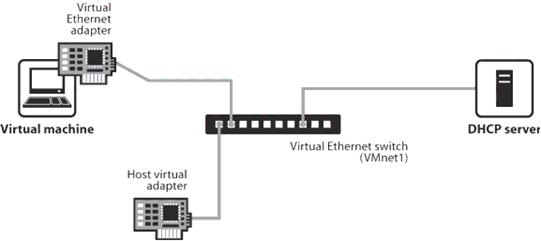 Virtual
Ethernet
adapter
Virtual machine
DHCP server
Virtual Ethernet switch
(VMnet1)
Host virtual
adapter